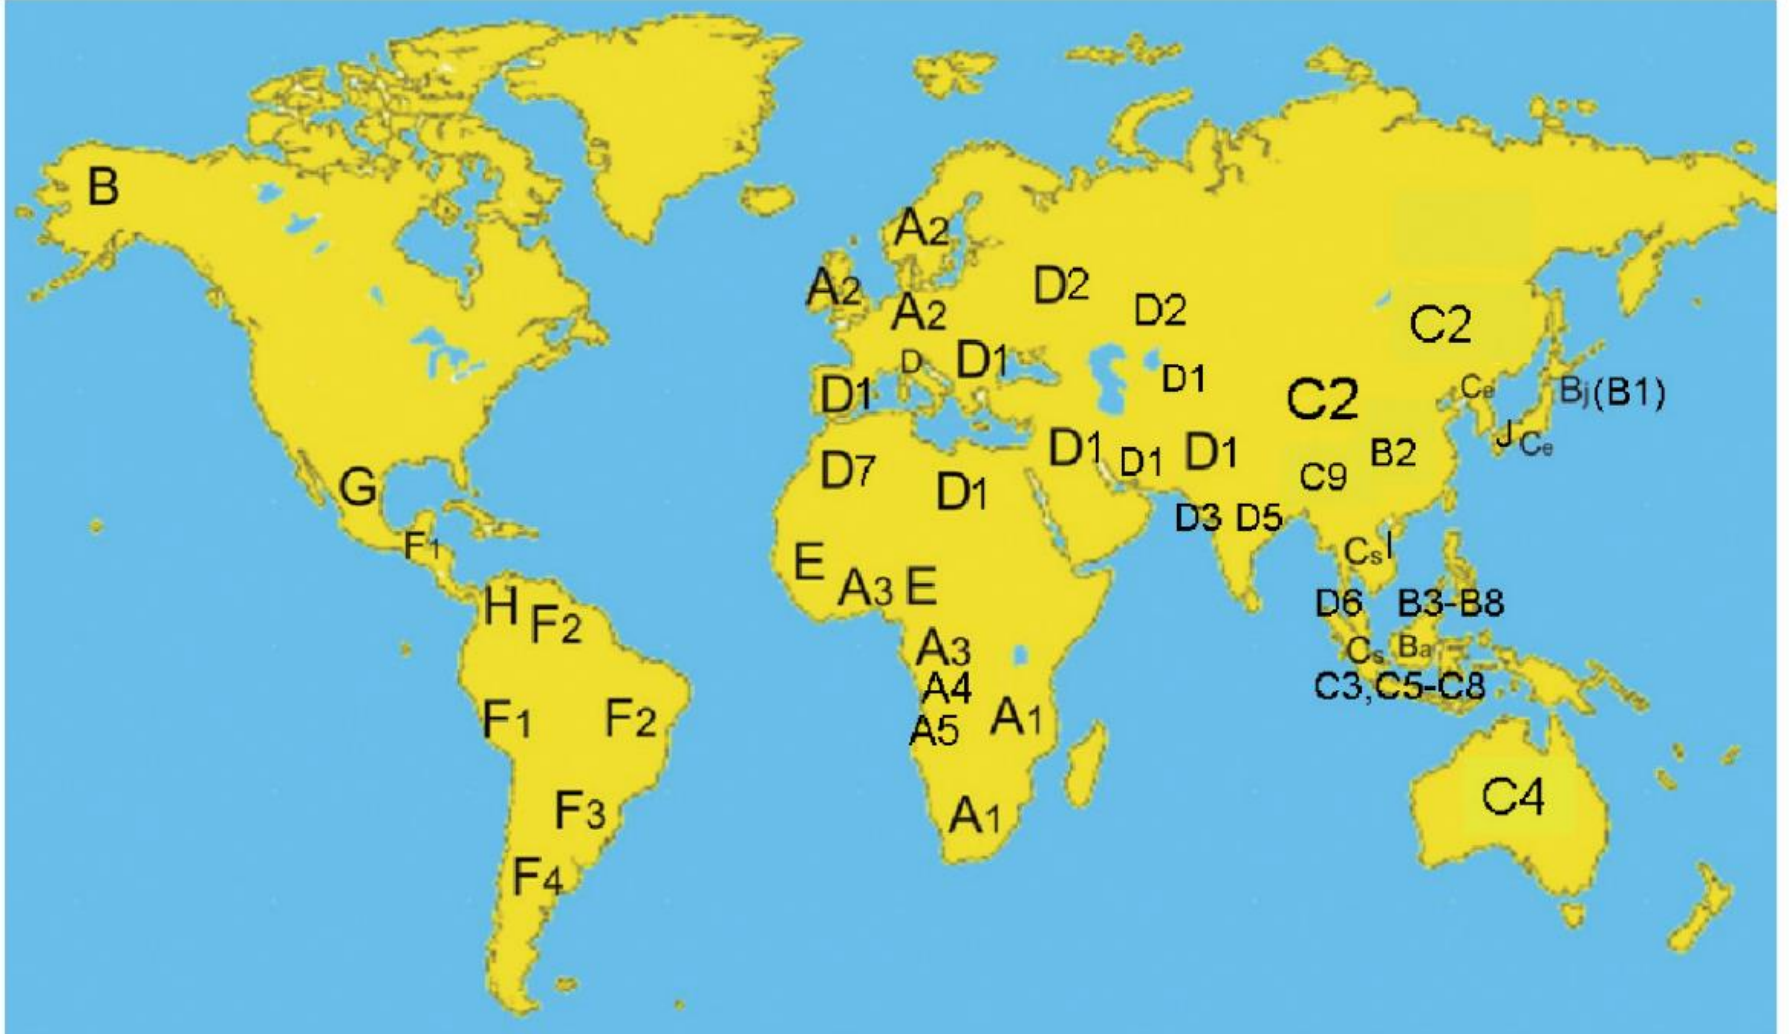 B
A2
A2
A2
D2
D2
C2
D
D1
D1
D1
C2
Ce
Bj(B1)
J
Ce
D1
D1
D1
B2
C9
D7
D1
G
D3
D5
F1
Cs
I
E
A3
E
H
F2
D6
B3-B8
A3
Cs
Ba
A4
C3,C5-C8
F1
F2
A5
A1
C4
F3
A1
F4